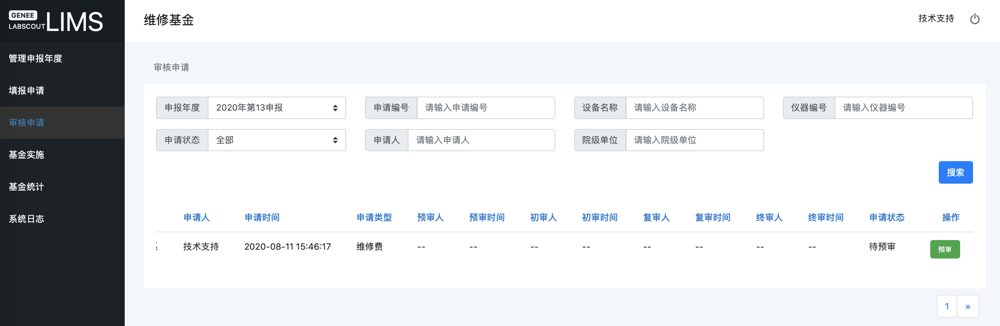 GENEE
LABSCOUT LIMS
维修基金
技术支持
管理申报年度
填报申请
审核申请
基金实施
基金统计
系统日志
审核申请
申报年度 2020年第13申报 申请编号 请输入申请编号 设备名称 请输入设备名称 仪器编号 请输入仪器编号
申请状态 全部 申请人 请输入申请人 院级单位 请输入院级单位
搜索
申请人 申请时间 申请类型 预审人 预审时间 初审人 初审时间 复审人 复审时间 终审人 终审时间 申请状态 操作
技术支持 2020-08-11 15:46:17 维修费 -- -- -- -- -- -- -- -- 待预审 预审
1 »